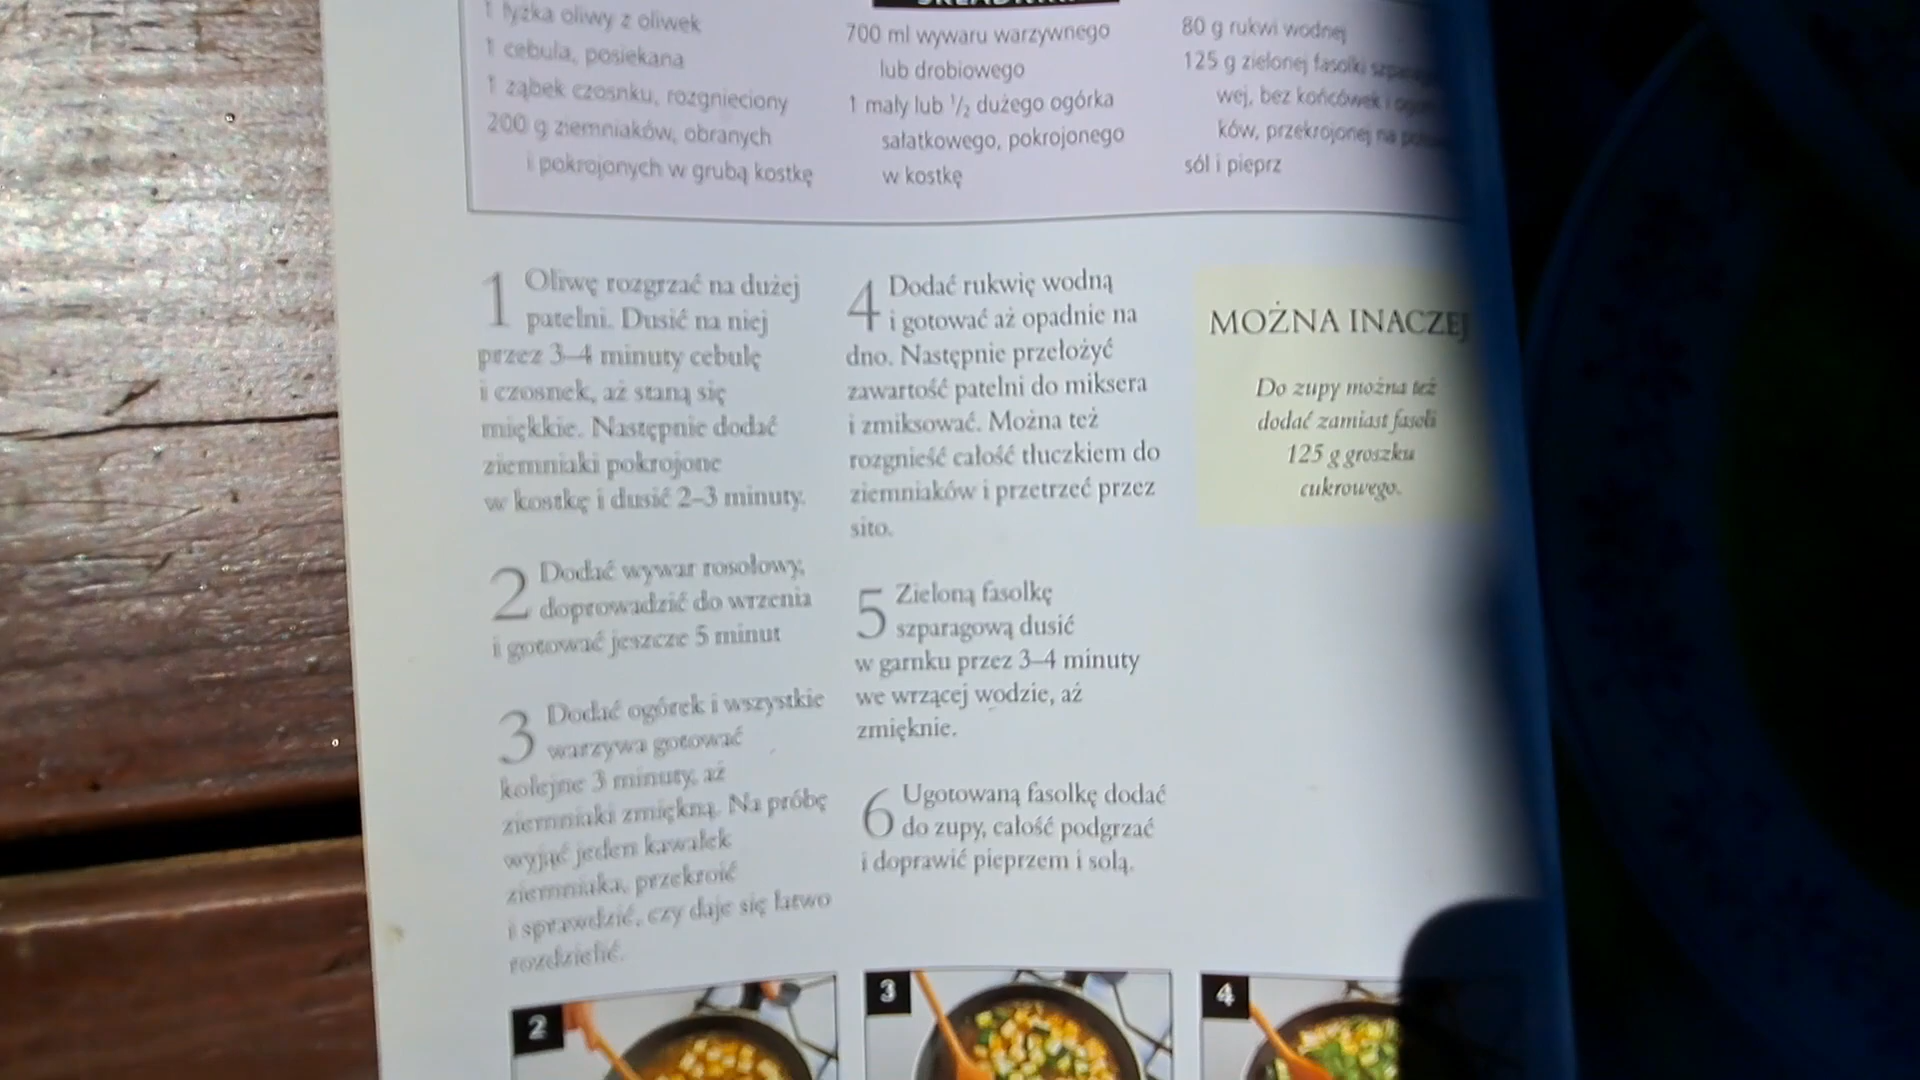 1 łyżka oliwy z oliwek
1 cebula, posiekana
1 ząbek czosnku, rozgnieciony
200 g ziemniaków, obranych
i pokrojonych w grubą kostkę
700 ml wywaru warzywnego
lub drobiowego
1 mały lub 1/2 dużego ogórka
sałatkowego, pokrojonego
w kostkę
80 g rukwi wodnej
125 g zielonej fasolki
wej, bez końcówek i
ków, przekrojonej na
sól i pieprz
1 Oliwę rozgrzać na dużej
patelni. Dusić na niej
przez 3–4 minuty cebulę
i czosnek, aż staną się
miękkie. Następnie dodać
ziemniaki pokrojone
w kostkę i dusić 2–3 minuty.
2 Dodać wywar rosołowy,
doprowadzić do wrzenia
i gotować jeszcze 5 minut
3 Dodać ogórek i wszystkie
warzywa gotować
kolejne 3 minuty, aż
ziemniaki zmiękną. Na próbę
wyjąć jeden kawałek
ziemniaka, przekroić
i sprawdzić, czy daje się łatwo
rozdzielić.
4 Dodać rukwię wodną
i gotować aż opadnie na
dno. Następnie przełożyć
zawartość patelni do miksera
i zmiksować. Można też
rozgnieść całość tłuczkiem do
ziemniaków i przetrzeć przez
sito.
5 Zieloną fasolkę
szparagową dusić
w garnku przez 3–4 minuty
we wrzącej wodzie, aż
zmięknie.
6 Ugotowaną fasolkę dodać
do zupy, całość podgrzać
i doprawić pieprzem i solą.
MOŻNA INACZEJ
Do zupy można też
dodać zamiast fasoli
125 g groszku
cukrowego.
2
3
4